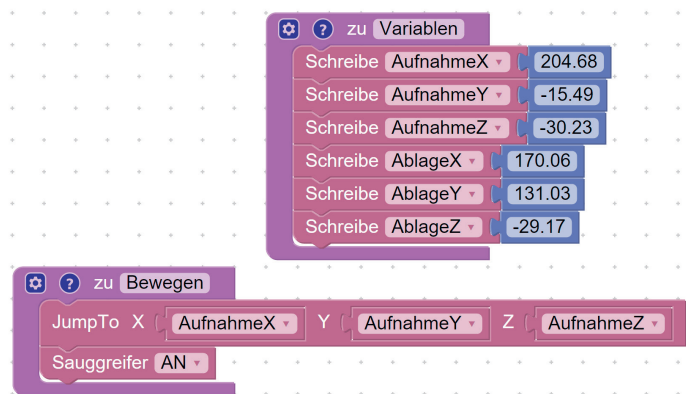 ? zu Variablen
Schreibe AufnahmeX 204.68
Schreibe AufnahmeY -15.49
Schreibe AufnahmeZ -30.23
Schreibe AblageX 170.06
Schreibe AblageY 131.03
Schreibe AblageZ -29.17
? zu Bewegen
JumpTo X AufnahmeX Y AufnahmeY Z AufnahmeZ
Sauggreifer AN